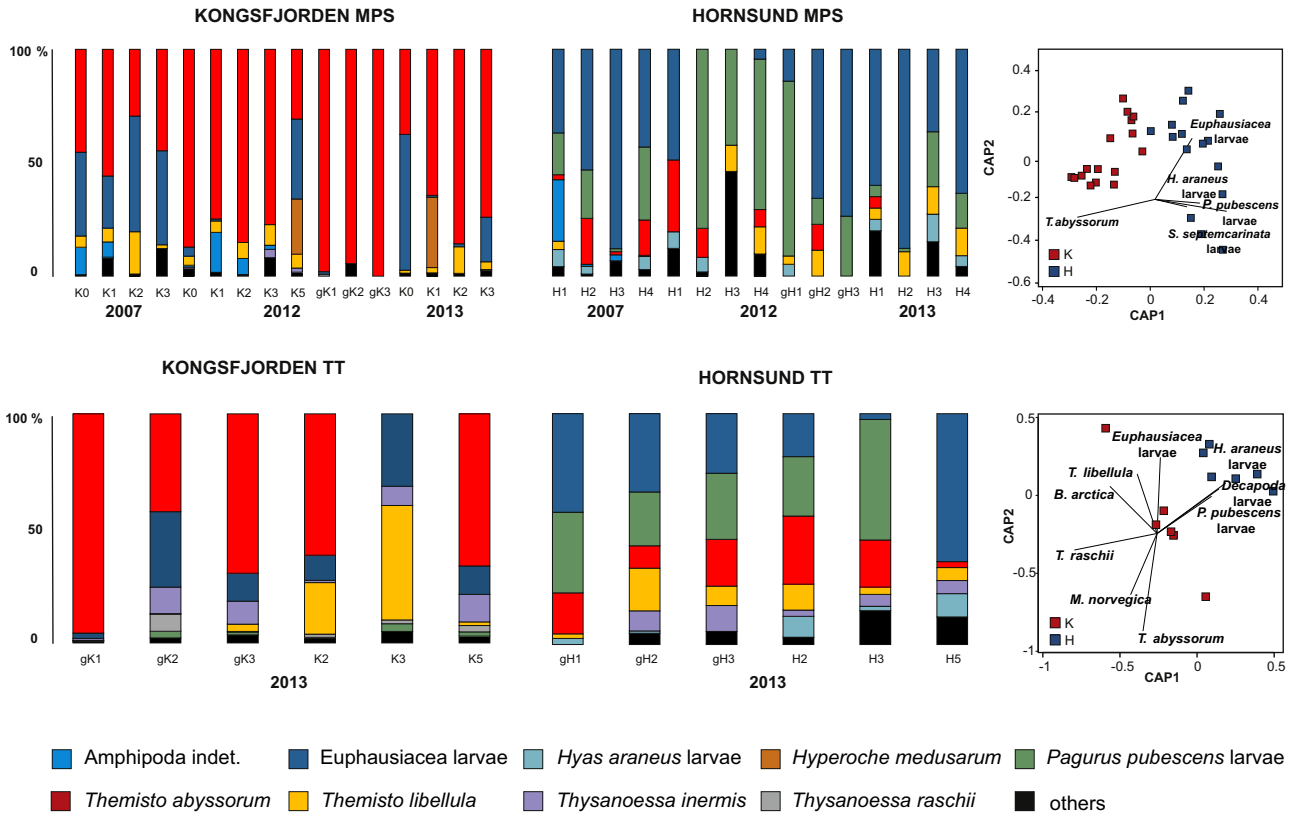 KONGSFJORDEN MPS
100 %
50
0
K0 K1 K2 K3 K0 K1 K2 K3 K5 gK1 gK2 gK3 K0 K1 K2 K3
2007 2012 2013
HORNSUND MPS
H1 H2 H3 H4 H1 H2 H3 H4 gH1 gH2 gH3 H1 H2 H3 H4
2007 2012 2013
CAP2
0.4
0.2
0
-0.2
-0.4
-0.6
Euphausiacea
larvae
H. araneus
larvae
P. pubescens
larvae
T.abyssorum
S. septemcarinata
larvae
K
H
-0.4 -0.2 0 0.2 0.4
CAP1
KONGSFJORDEN TT
100 %
50
0
gK1 gK2 gK3 K2 K3 K5
2013
HORNSUND TT
gH1 gH2 gH3 H2 H3 H5
2013
CAP2
0.5
0
-0.5
-1
Euphausiacea
larvae
H. araneus
larvae
T. libellula
Decapoda
larvae
B. arctica
P. pubescens
larvae
T. raschii
M. norvegica
T. abyssorum
K
H
-1 -0.5 0 0.5
CAP1
Amphipoda indet. Euphausiacea larvae Hyas araneus larvae Hyperoche medusarum Pagurus pubescens larvae
Themisto abyssorum Themisto libellula Thysanoessa inermis Thysanoessa raschii others